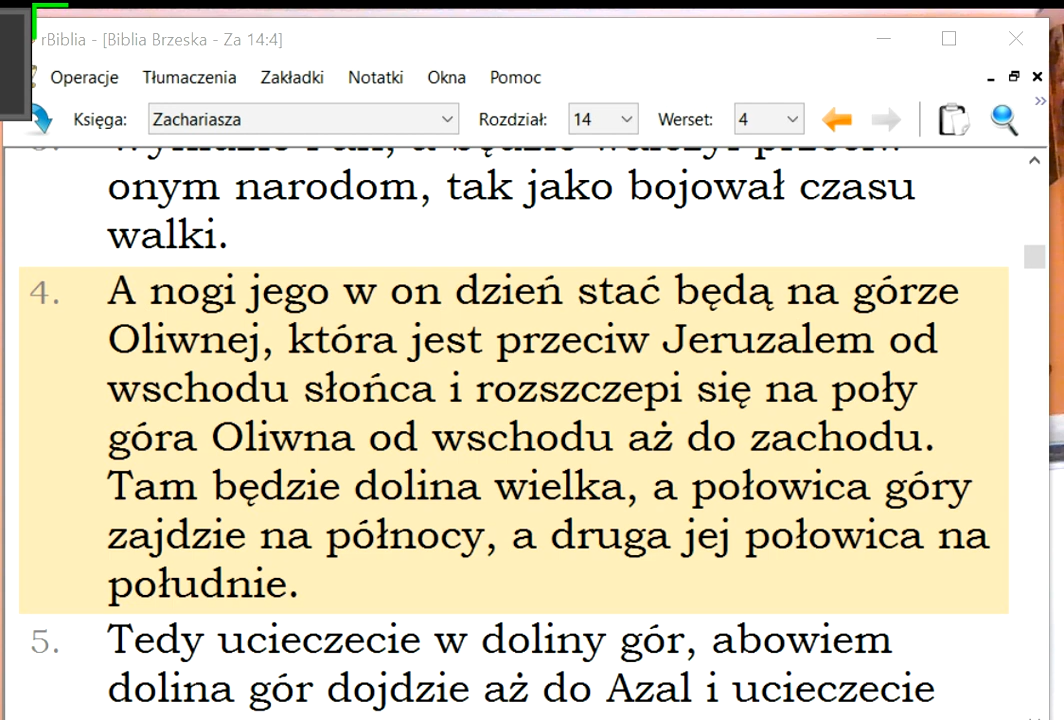 rBiblia - [Biblia Brzeska - Za 14:4]
Operacje Tłumaczenia Zakładki Notatki Okna Pomoc
Księga: Zachariasza Rozdział: 14 Werset: 4
onym narodom, tak jako bojował czasu
walki.
4. A nogi jego w on dzień stać będą na górze
Oliwnej, która jest przeciw Jeruzalem od
wschodu słońca i rozszczepi się na poły
góra Oliwna od wschodu aż do zachodu.
Tam będzie dolina wielka, a połowica góry
zajdzie na północy, a druga jej połowica na
południe.
5. Tedy ucieczecie w doliny gór, abowiem
dolina gór dojdzie aż do Azal i ucieczecie